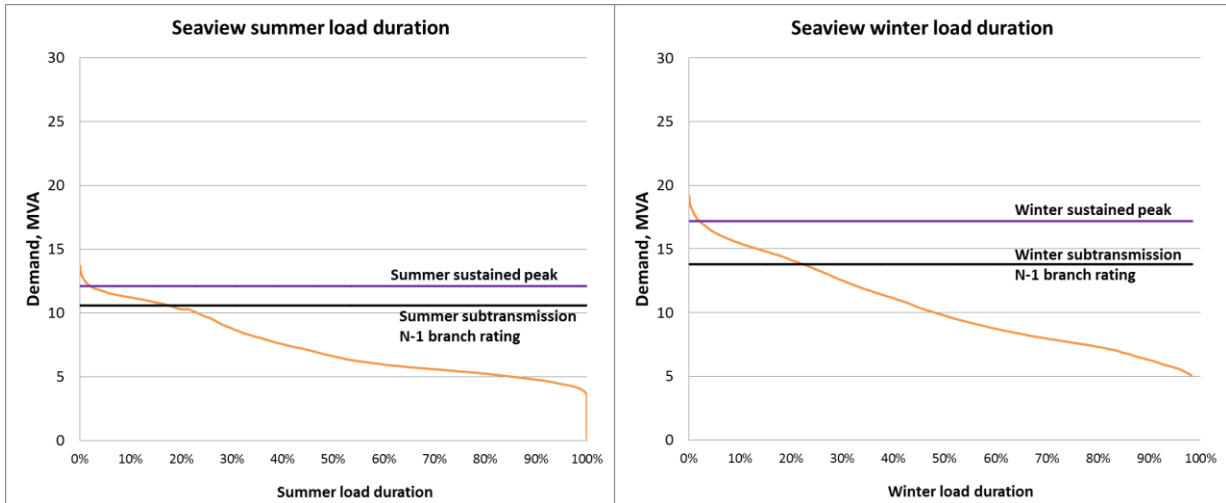 Seaview summer load duration
30
25
20
15
10
5
0
Demand, MVA
Summer sustained peak
Summer subtransmission
N-1 branch rating
0% 10% 20% 30% 40% 50% 60% 70% 80% 90% 100%
Summer load duration
Seaview winter load duration
30
25
20
15
10
5
0
Demand, MVA
Winter sustained peak
Winter subtransmission
N-1 branch rating
0% 10% 20% 30% 40% 50% 60% 70% 80% 90% 100%
Winter load duration